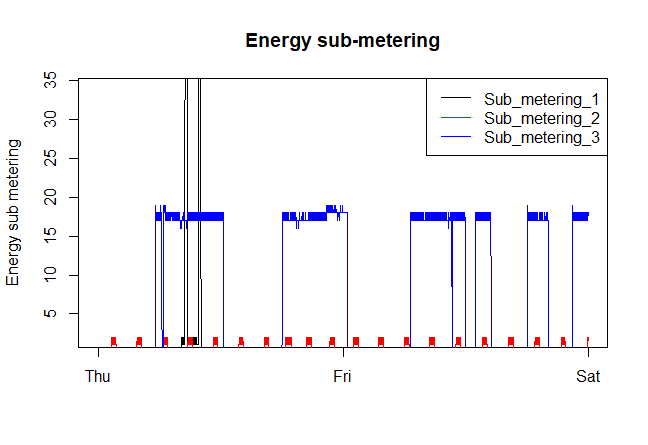 Energy sub-metering
Energy sub metering
35
30
25
20
15
10
5
Sub_metering_1
Sub_metering_2
Sub_metering_3
Thu
Fri
Sat